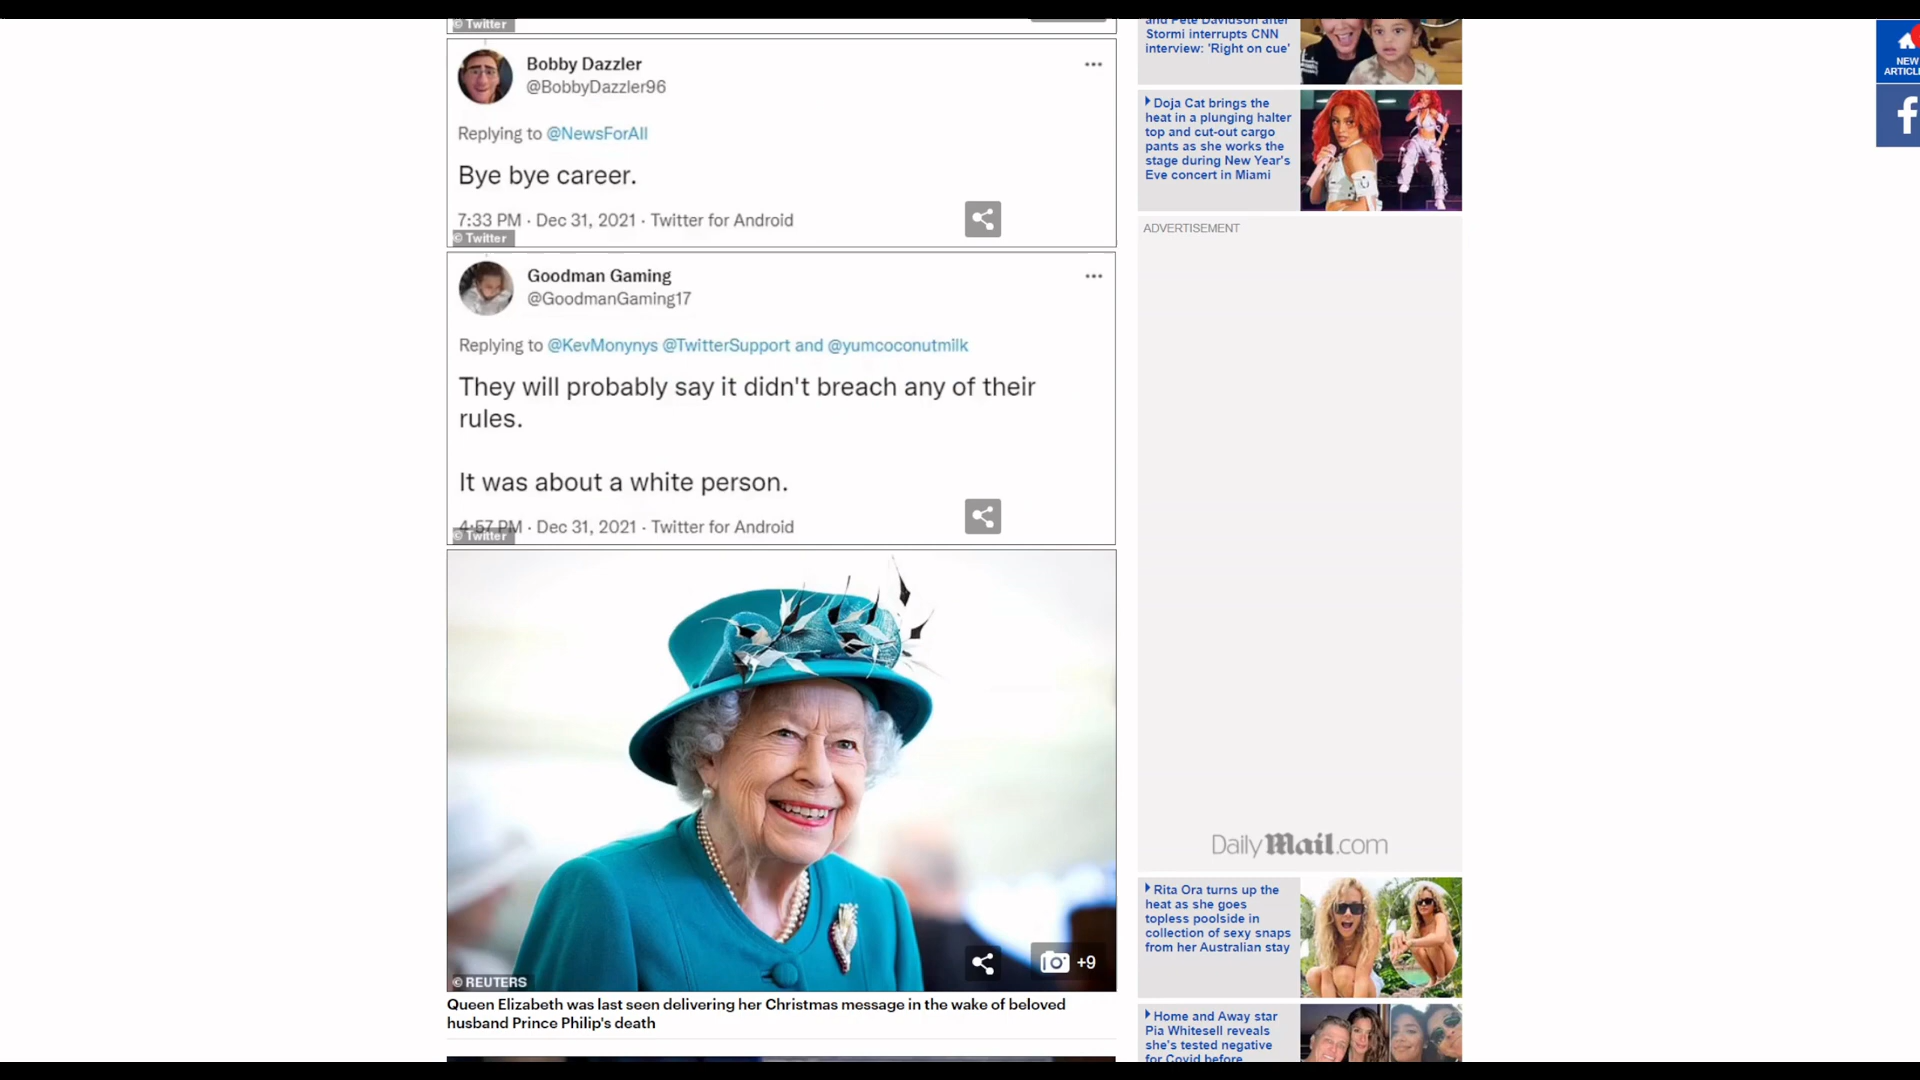 © Twitter
Bobby Dazzler
@BobbyDazzler96
Replying to @NewsForAll
Bye bye career.
7:33 PM · Dec 31, 2021 · Twitter for Android
© Twitter
Goodman Gaming
@GoodmanGaming17
Replying to @KevMonynys @TwitterSupport and @yumcoconutmilk
They will probably say it didn't breach any of their
rules.
It was about a white person.
4:57 PM · Dec 31, 2021 · Twitter for Android
© Twitter
+9
© REUTERS
Queen Elizabeth was last seen delivering her Christmas message in the wake of beloved
husband Prince Philip's death
and Pete Davidson after
Stormi interrupts CNN
interview: 'Right on cue'
Doja Cat brings the
heat in a plunging halter
top and cut-out cargo
pants as she works the
stage during New Year's
Eve concert in Miami
ADVERTISEMENT
Daily Mail.com
Rita Ora turns up the
heat as she goes
topless poolside in
collection of sexy snaps
from her Australian stay
Home and Away star
Pia Whitesell reveals
she's tested negative
for Covid before
NEW
f